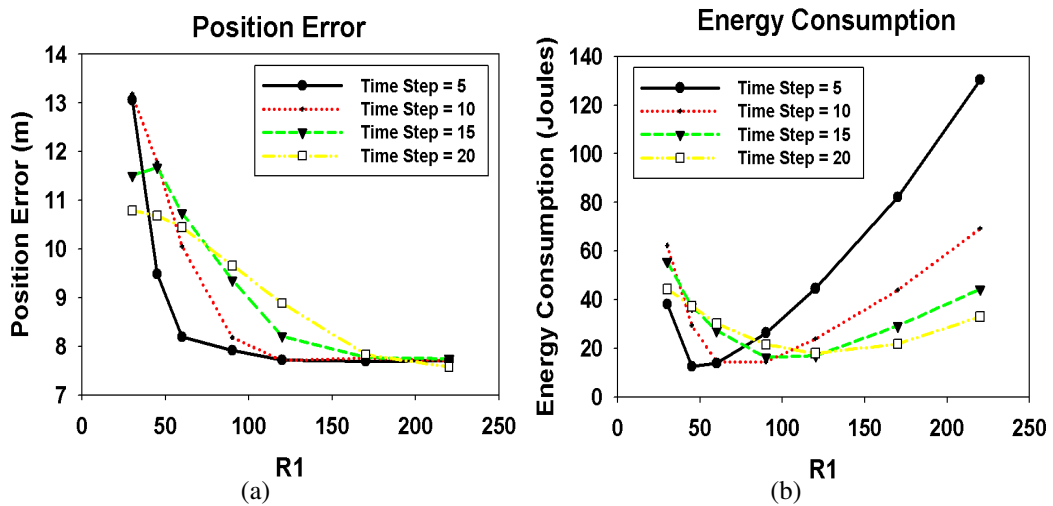 Position Error
Position Error (m)
14
13
12
11
10
9
8
7
0
50
100
150
200
250
R1
Time Step = 5
Time Step = 10
Time Step = 15
Time Step = 20
(a)
Energy Consumption
Energy Consumption (Joules)
140
120
100
80
60
40
20
0
0
50
100
150
200
250
R1
Time Step = 5
Time Step = 10
Time Step = 15
Time Step = 20
(b)